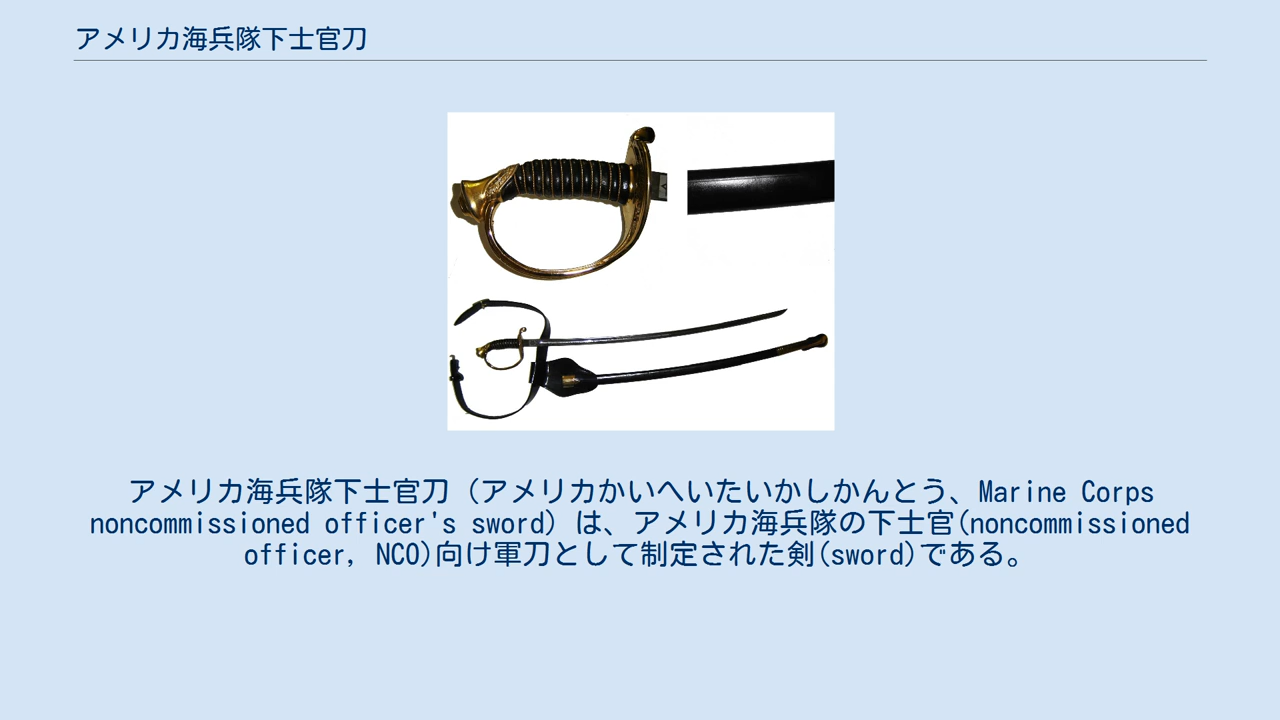 アメリカ海兵隊下士官刀
アメリカ海兵隊下士官刀 (アメリカかいへいたいかしかんとう、Marine Corps
noncommissioned officer's sword) は、アメリカ海兵隊の下士官(noncommissioned
officer, NCO)向け軍刀として制定された剣(sword)である。